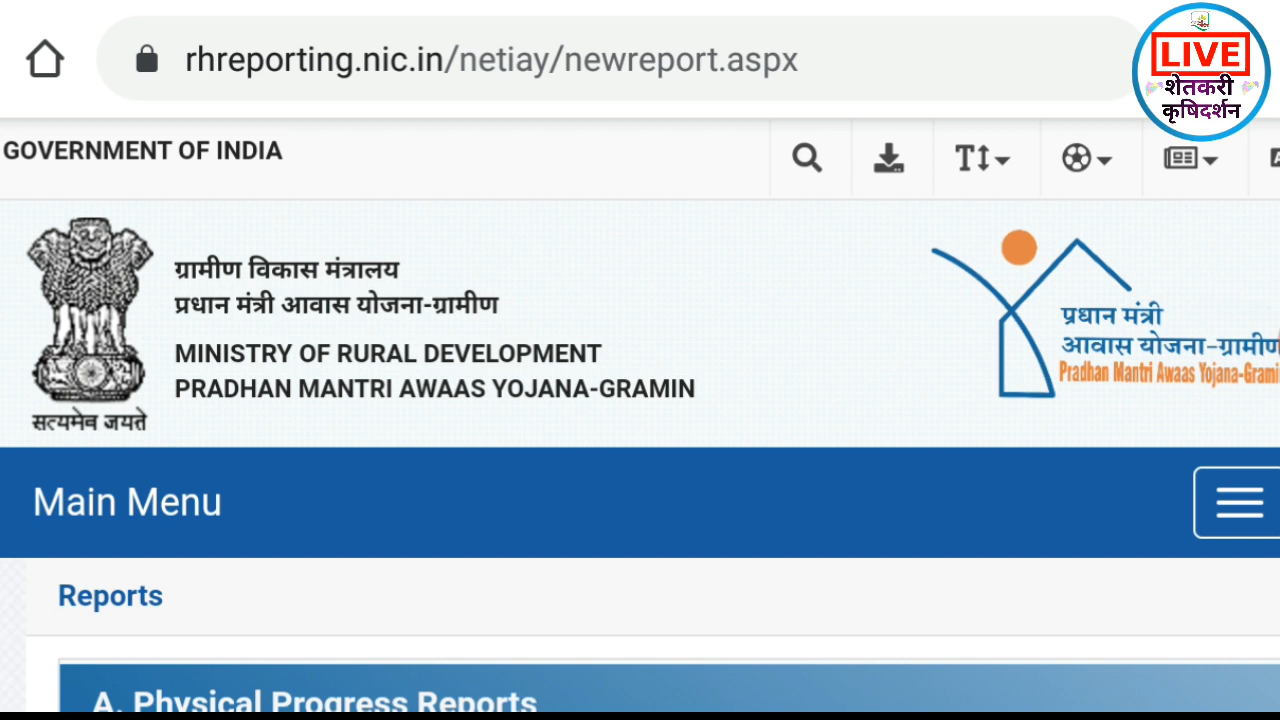 rhreporting.nic.in/netiay/newreport.aspx
LIVE
शेतकरी
कृषिदर्शन
GOVERNMENT OF INDIA
ग्रामीण विकास मंत्रालय
प्रधान मंत्री आवास योजना-ग्रामीण
MINISTRY OF RURAL DEVELOPMENT
PRADHAN MANTRI AWAAS YOJANA-GRAMIN
सत्यमेव जयते
प्रधान मंत्री
आवास योजना-ग्रामीण
Pradhan Mantri Awaas Yojana-Grami
Main Menu
Reports
A. Physical Progress Reports